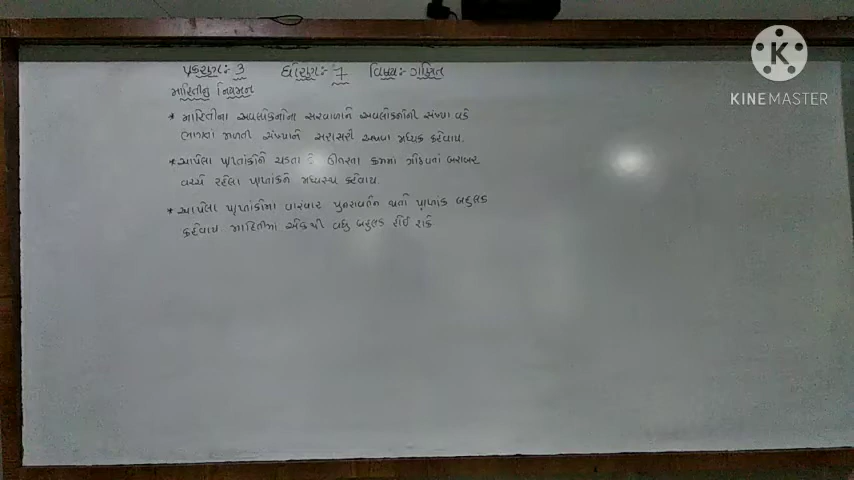 પ્રકરણ:- 3 ધોરણ:- 7 વિષય:- ગણિત
માહિતીનું નિયમન
* માહિતીના અવલોકનોના સરવાળાને અવલોકનોની સંખ્યા વડે
ભાગતાં મળતી સંખ્યાને સરાસરી અથવા મધ્યક કહેવાય.
* આપેલા પ્રાપ્તાંકોને ચડતા કે ઉતરતા ક્રમમાં ગોઠવતાં બરાબર
વચ્ચે રહેલા પ્રાપ્તાંકને મધ્યસ્થ કહેવાય.
* આપેલા પ્રાપ્તાંકોમાં વારંવાર પુનરાવર્તન થતો પ્રાપ્તાંક બહુલક
કહેવાય. માહિતીમાં એક થી વધુ બહુલક હોઈ શકે.
K
KINEMASTER